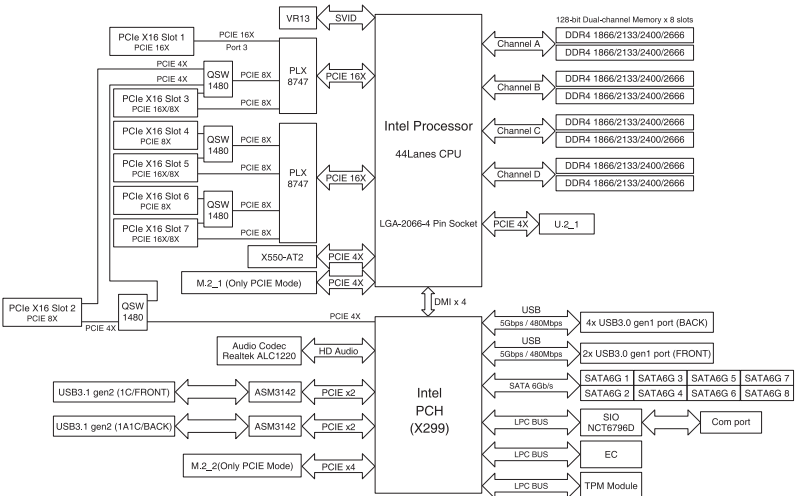 VR13
SVID
128-bit Dual-channel Memory x 8 slots
PCIe X16 Slot 1
PCIE 16X
PCIE 16X
Port 3
PCIE 4X
PCIE 4X
QSW
1480
PCIE 8X
PLX
8747
PCIE 16X
PCIe X16 Slot 3
PCIE 16X/8X
PCIE 8X
PCIe X16 Slot 4
PCIE 8X
QSW
1480
PCIE 8X
PCIe X16 Slot 5
PCIE 16X/8X
PCIE 8X
PLX
8747
PCIE 16X
PCIe X16 Slot 6
PCIE 8X
QSW
1480
PCIE 8X
PCIe X16 Slot 7
PCIE 16X/8X
PCIE 8X
Intel Processor
44Lanes CPU
LGA-2066-4 Pin Socket
Channel A
DDR4 1866/2133/2400/2666
DDR4 1866/2133/2400/2666
Channel B
DDR4 1866/2133/2400/2666
DDR4 1866/2133/2400/2666
Channel C
DDR4 1866/2133/2400/2666
DDR4 1866/2133/2400/2666
Channel D
DDR4 1866/2133/2400/2666
DDR4 1866/2133/2400/2666
PCIE 4X
U.2_1
X550-AT2
PCIE 4X
M.2_1 (Only PCIE Mode)
PCIE 4X
DMI x 4
PCIe X16 Slot 2
PCIE 8X
PCIE 4X
QSW
1480
PCIE 4X
Audio Codec
Realtek ALC1220
HD Audio
USB3.1 gen2 (1C/FRONT)
ASM3142
PCIE x2
USB3.1 gen2 (1A1C/BACK)
ASM3142
PCIE x2
M.2_2(Only PCIE Mode)
PCIE x4
Intel
PCH
(X299)
USB
5Gbps / 480Mbps
4x USB3.0 gen1 port (BACK)
USB
5Gbps / 480Mbps
2x USB3.0 gen1 port (FRONT)
SATA 6Gb/s
SATA6G 1 SATA6G 3 SATA6G 5 SATA6G 7
SATA6G 2 SATA6G 4 SATA6G 6 SATA6G 8
LPC BUS
SIO
NCT6796D
Com port
LPC BUS
EC
LPC BUS
TPM Module